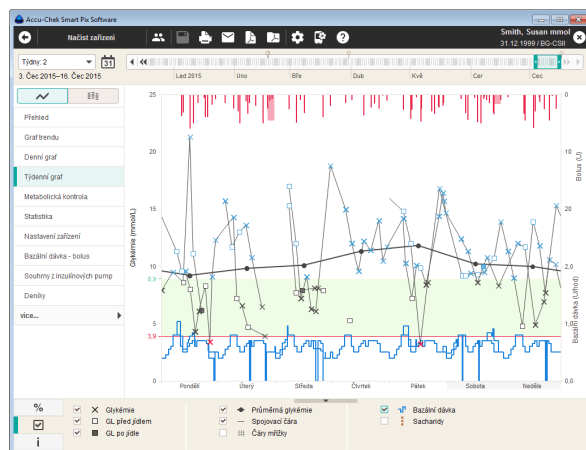 Accu-Chek Smart Pix Software
Načíst zařízení
Smith, Susan mmol
31.12.1999 / BG-CSII
Týdny: 2
31
3. Čec 2015–16. Čec 2015
Led 2015
Úno
Bře
Dub
Kvě
Čer
Čec
Přehled
Graf trendu
Denní graf
Týdenní graf
Metabolická kontrola
Statistika
Nastavení zařízení
Bazální dávka - bolus
Souhrny z inzulínových pump
Deníky
více...
Glykémie (mmol/L)
25
20
15
10
8,9
5
3,9
0
Bolus (U)
0
10
20
Bazální dávka (U/hod)
2,0
1,0
0,0
Pondělí
Úterý
Středa
Čtvrtek
Pátek
Sobota
Neděle
%
i
Glykémie
GL před jídlem
GL po jídle
Průměrná glykémie
Spojovací čára
Čáry mřížky
Bazální dávka
Sacharidy